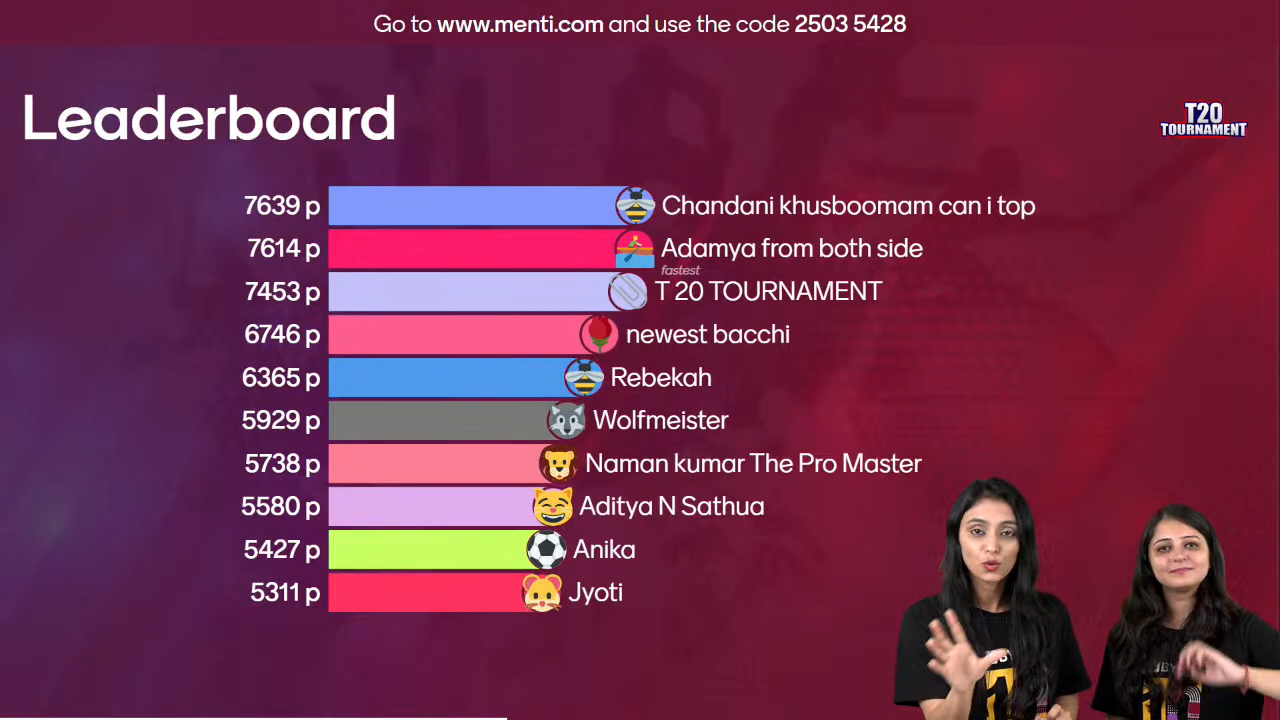 Go to www.menti.com and use the code 2503 5428
Leaderboard
T20
TOURNAMENT
7639 p Chandani khusboomam can i top
7614 p Adamya from both side
fastest
7453 p T 20 TOURNAMENT
6746 p newest bacchi
6365 p Rebekah
5929 p Wolfmeister
5738 p Naman kumar The Pro Master
5580 p Aditya N Sathua
5427 p Anika
5311 p Jyoti